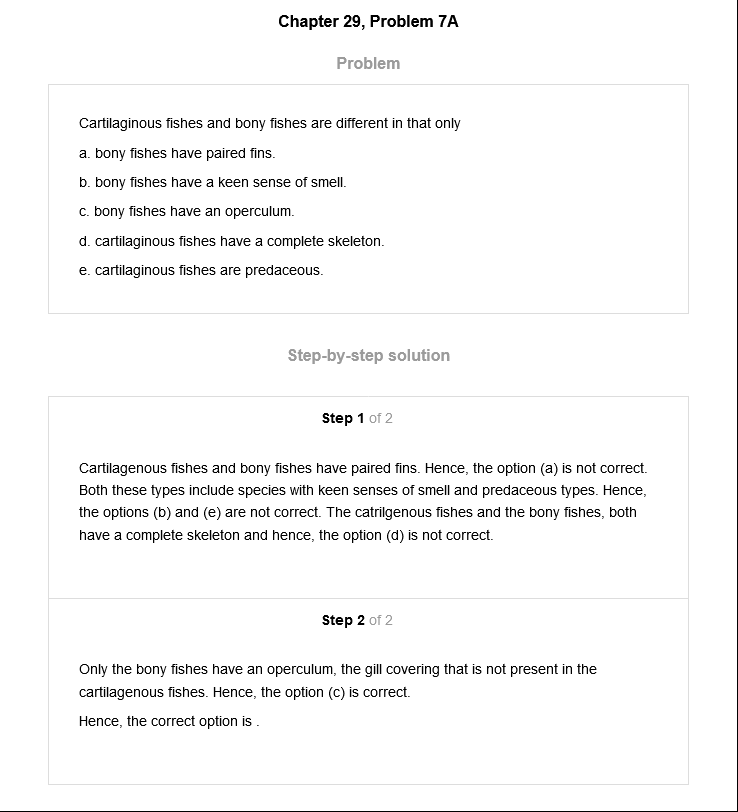 Chapter 29, Problem 7A
Problem
Cartilaginous fishes and bony fishes are different in that only
a. bony fishes have paired fins.
b. bony fishes have a keen sense of smell.
c. bony fishes have an operculum.
d. cartilaginous fishes have a complete skeleton.
e. cartilaginous fishes are predaceous.
Step-by-step solution
Step 1 of 2
Cartilagenous fishes and bony fishes have paired fins. Hence, the option (a) is not correct.
Both these types include species with keen senses of smell and predaceous types. Hence,
the options (b) and (e) are not correct. The catrilgenous fishes and the bony fishes, both
have a complete skeleton and hence, the option (d) is not correct.
Step 2 of 2
Only the bony fishes have an operculum, the gill covering that is not present in the
cartilagenous fishes. Hence, the option (c) is correct.
Hence, the correct option is .